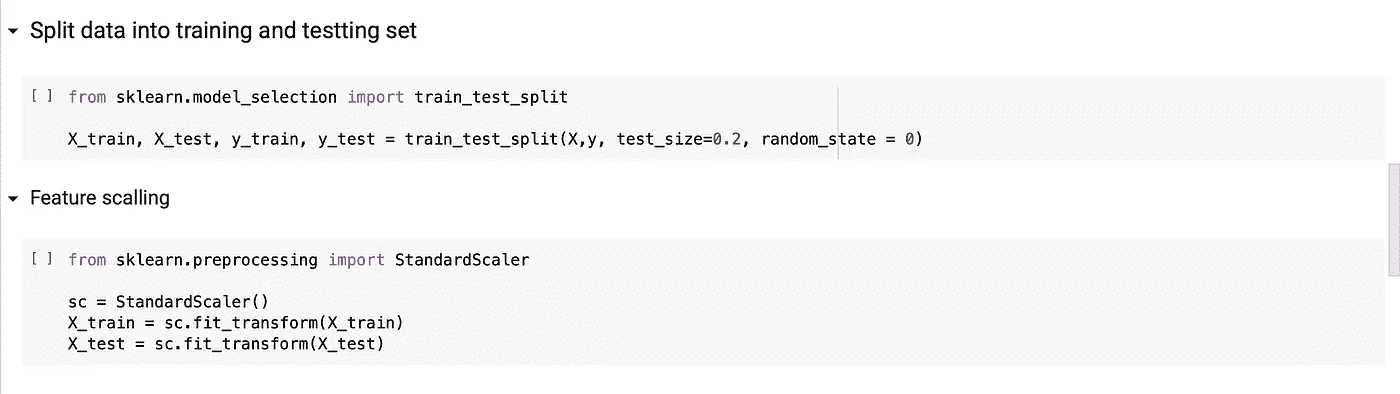 Split data into training and testting set
[ ] from sklearn.model_selection import train_test_split
X_train, X_test, y_train, y_test = train_test_split(X,y, test_size=0.2, random_state = 0)
Feature scalling
[ ] from sklearn.preprocessing import StandardScaler
sc = StandardScaler()
X_train = sc.fit_transform(X_train)
X_test = sc.fit_transform(X_test)